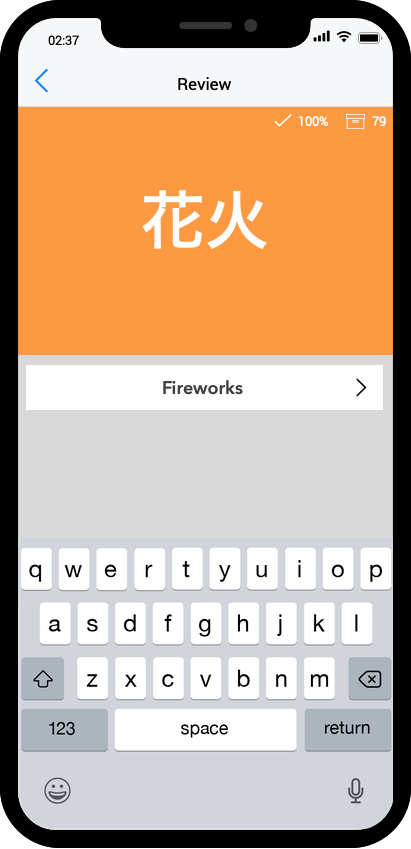 02:37
Review
100% 79
花火
Fireworks
q w e r t y u i o p
a s d f g h j k l
z x c v b n m
123 space return